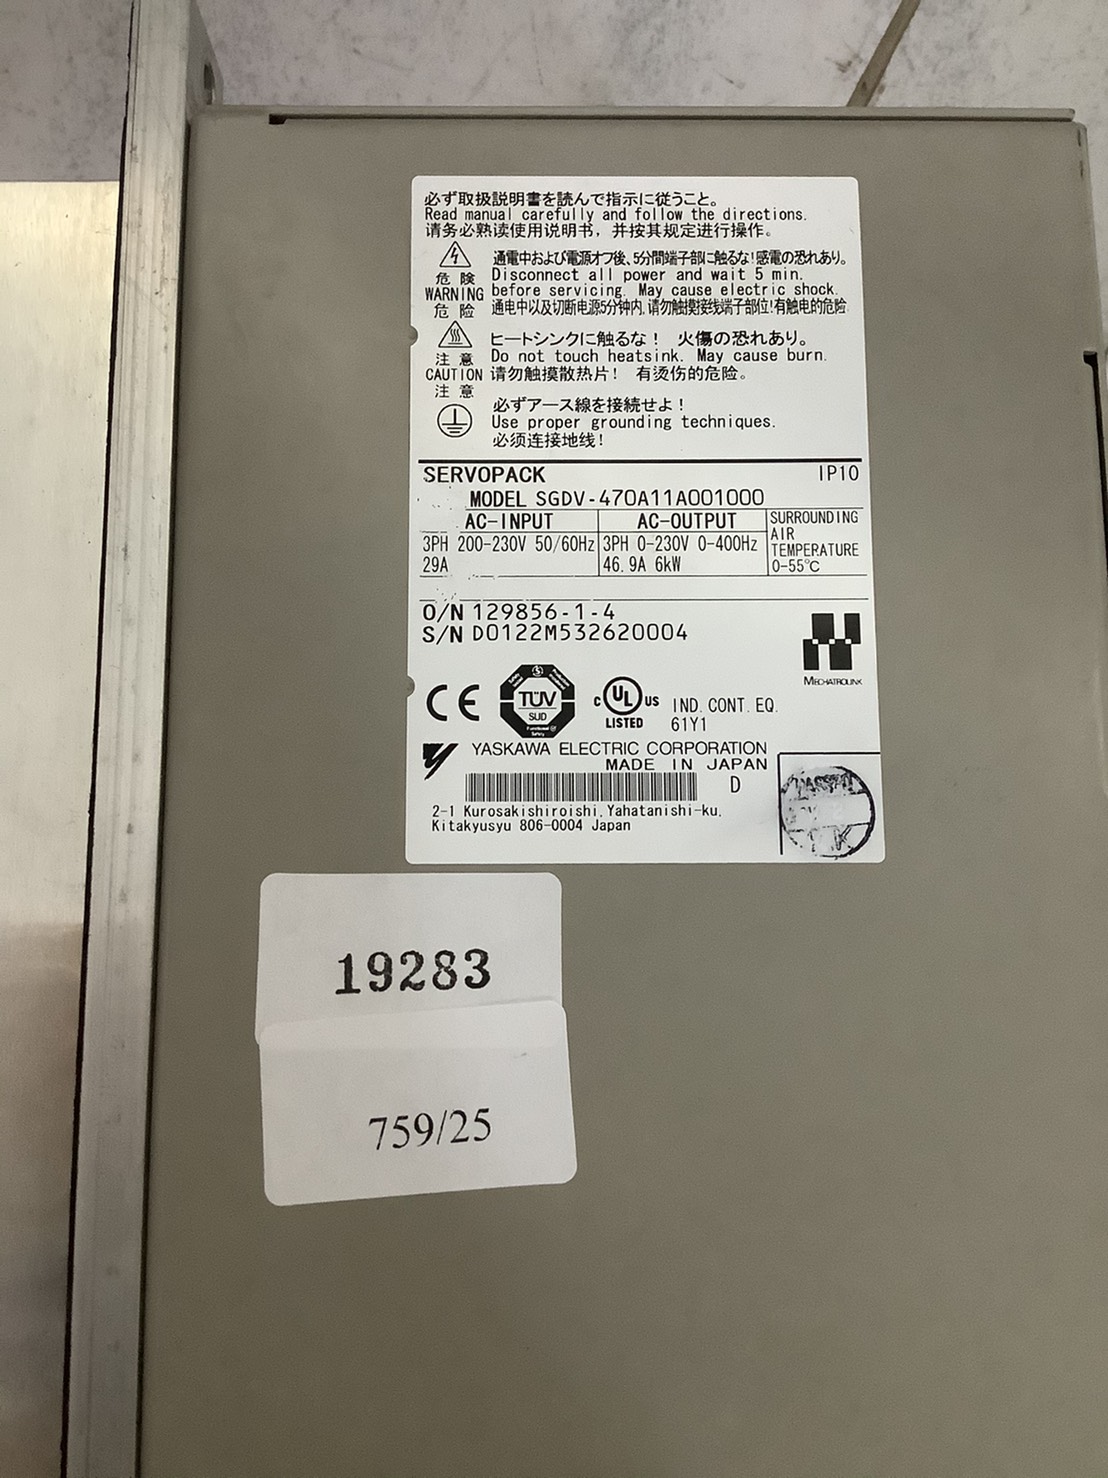 必ず取扱説明書を読んで指示に従うこと。
Read manual carefully and follow the directions.
请务必熟读使用说明书，并按其规定进行操作。
危険
WARNING
危险
通電中および電源オフ後、5分間端子部に触るな!感電の恐れあり。
Disconnect all power and wait 5 min.
before servicing. May cause electric shock.
通电中以及切断电源5分钟内,请勿触摸接线端子部位!有触电的危险
注意
CAUTION
注意
ヒートシンクに触るな! 火傷の恐れあり。
Do not touch heatsink. May cause burn.
请勿触摸散热片! 有烫伤的危险。
必ずアース線を接続せよ!
Use proper grounding techniques.
必须连接地线!
SERVOPACK IP10
MODEL SGDV-470A11A001000
AC-INPUT
3PH 200-230V 50/60Hz
29A
AC-OUTPUT
3PH 0-230V 0-400Hz
46.9A 6kW
SURROUNDING
AIR
TEMPERATURE
0-55℃
O/N 129856-1-4
S/N D0122M532620004
MECHATROLINK
CE
TÜV
SUD
Functional
Safety
c UL US
LISTED
IND. CONT. EQ.
61Y1
YASKAWA ELECTRIC CORPORATION
MADE IN JAPAN
D
2-1 Kurosakishiroishi, Yahatanishi-ku,
Kitakyusyu 806-0004 Japan
19283
759/25